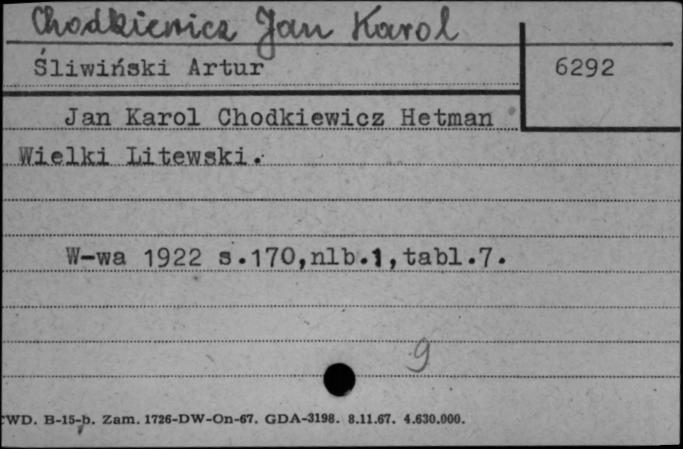 Chodkiewicz Jan Karol
Śliwiński Artur
6292
Jan Karol Chodkiewicz Hetman
Wielki Litewski.
W-wa 1922 s.170,nlb.1,tabl.7.
9
CWD. B-15-b. Zam. 1726-DW-On-67. GDA-3198. 8.11.67. 4.630.000.